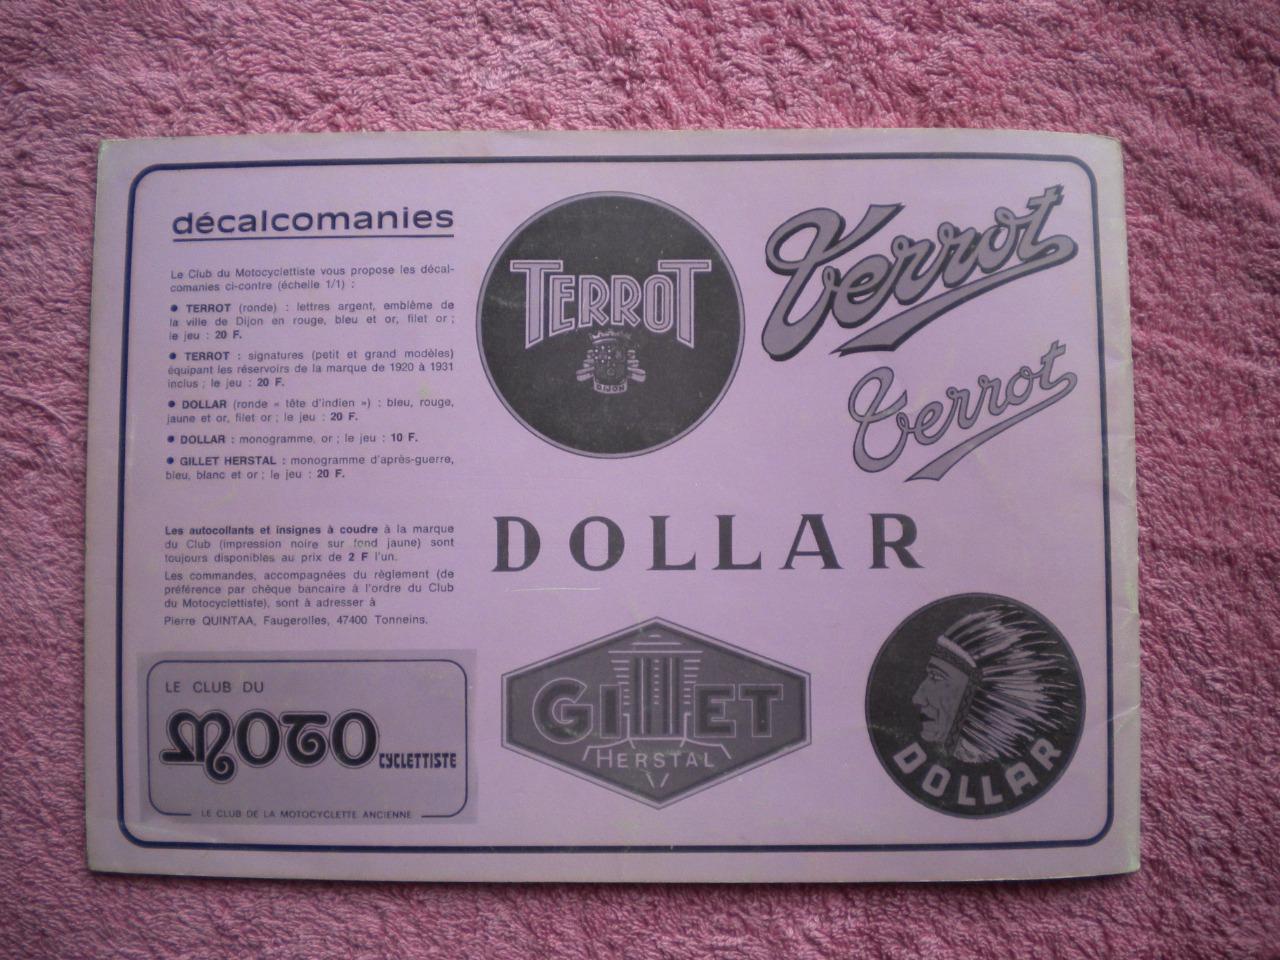 décalcomanies
Le Club du Motocyclettiste vous propose les décal-
comanies ci-contre (échelle 1/1) :
● TERROT (ronde) : lettres argent, emblème de
la ville de Dijon en rouge, bleu et or, filet or ;
le jeu : 20 F.
● TERROT : signatures (petit et grand modèles)
équipant les réservoirs de la marque de 1920 à 1931
inclus ; le jeu : 20 F.
● DOLLAR (ronde « tête d'indien ») : bleu, rouge,
jaune et or, filet or ; le jeu : 20 F.
● DOLLAR : monogramme, or ; le jeu : 10 F.
● GILLET HERSTAL : monogramme d'après-guerre,
bleu, blanc et or ; le jeu : 20 F.
Les autocollants et insignes à coudre à la marque
du Club (impression noire sur fond jaune) sont
toujours disponibles au prix de 2 F l'un.
Les commandes, accompagnées du règlement (de
préférence par chèque bancaire à l'ordre du Club
du Motocyclettiste), sont à adresser à
Pierre QUINTAA, Faugerolles, 47400 Tonneins.
LE CLUB DU
MOTO
CYCLETTISTE
LE CLUB DE LA MOTOCYCLETTE ANCIENNE
TERROT
DIJON
Terrot
Terrot
DOLLAR
GILLET
HERSTAL
DOLLAR